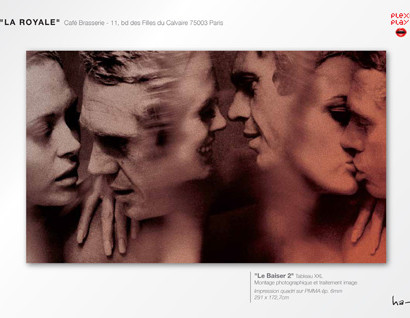 "LA ROYALE" Café Brasserie - 11, bd des Filles du Calvaire 75003 Paris
PLEXI
PLAY
"Le Baiser 2" Tableau XXL
Montage photographique et traitement image.
Impression quadri sur PMMA ép. 8mm
291 x 172,7cm